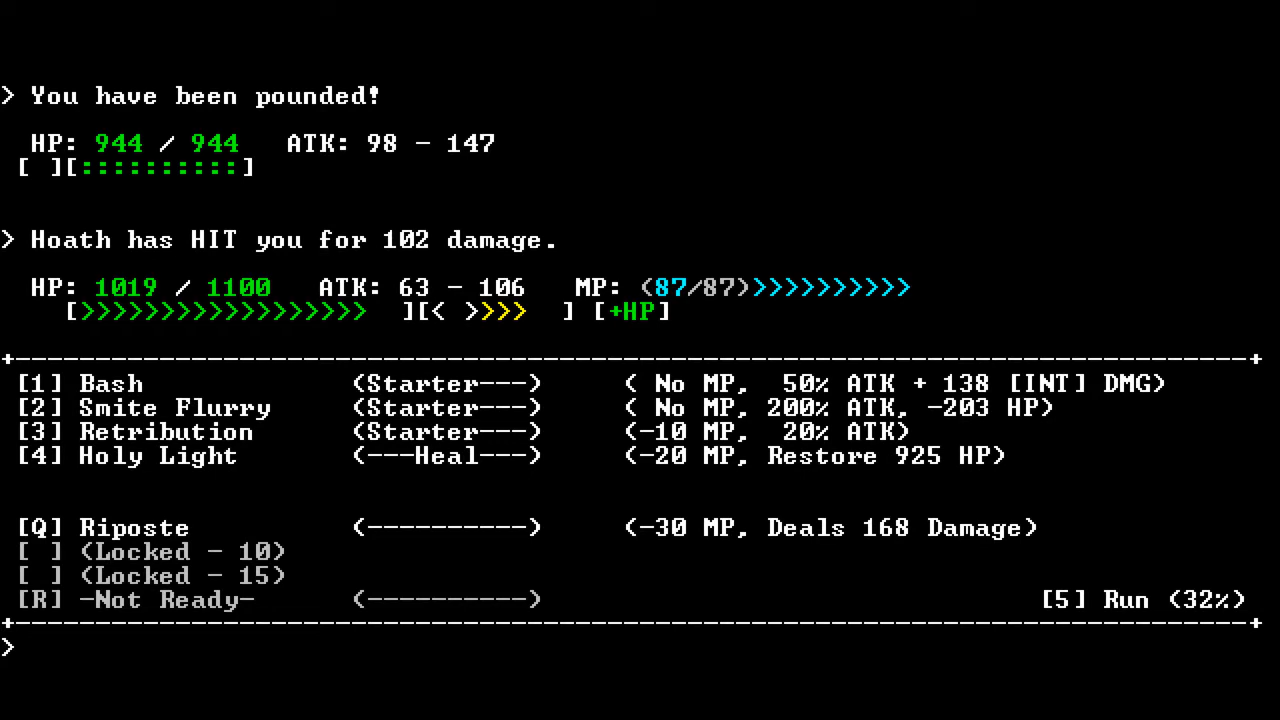 > You have been pounded!
HP: 944 / 944   ATK: 98 - 147
[ ][::::::::::]
> Hoath has HIT you for 102 damage.
HP: 1019 / 1100   ATK: 63 - 106   MP: (87/87)>>>>>>>>>>
[>>>>>>>>>>>>>>>>>>  ][< >>>>  ] [+HP]
+------------------------------------------------------------------------------+
[1] Bash             (Starter---)     ( No MP,  50% ATK + 138 [INT] DMG)
[2] Smite Flurry     (Starter---)     ( No MP, 200% ATK, -203 HP)
[3] Retribution      (Starter---)     (-10 MP,  20% ATK)
[4] Holy Light       (---Heal---)     (-20 MP, Restore 925 HP)
[Q] Riposte          (----------)     (-30 MP, Deals 168 Damage)
[ ] (Locked - 10)
[ ] (Locked - 15)
[R] -Not Ready-      (----------)                               [5] Run (32%)
+------------------------------------------------------------------------------+
>